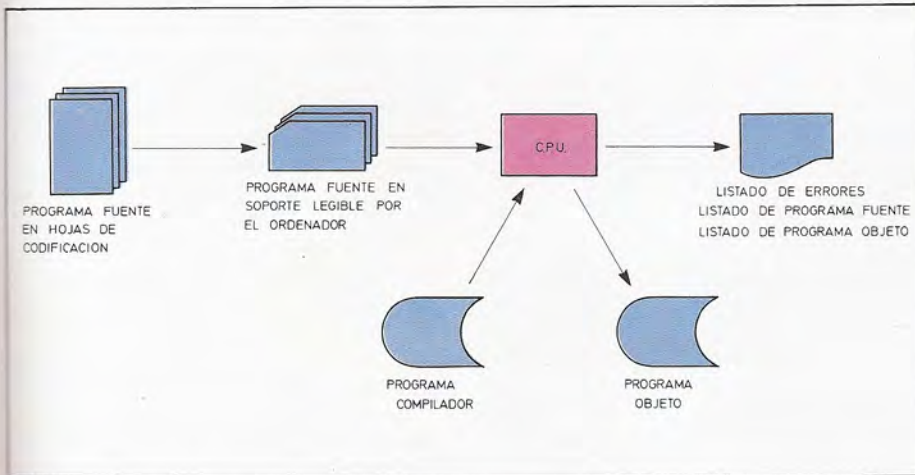 PROGRAMA FUENTE
EN HOJAS DE
CODIFICACION
PROGRAMA FUENTE EN
SOPORTE LEGIBLE POR
EL ORDENADOR
C.P.U.
LISTADO DE ERRORES
LISTADO DE PROGRAMA FUENTE
LISTADO DE PROGRAMA OBJETO
PROGRAMA
COMPILADOR
PROGRAMA
OBJETO